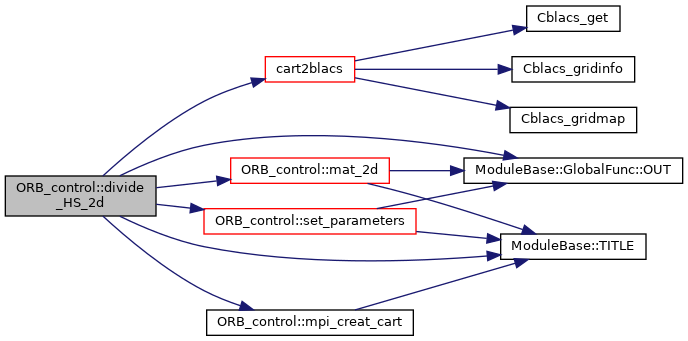 Cblacs_get
cart2blacs
Cblacs_gridinfo
Cblacs_gridmap
ORB_control::mat_2d
ModuleBase::GlobalFunc::OUT
ORB_control::divide
_HS_2d
ORB_control::set_parameters
ModuleBase::TITLE
ORB_control::mpi_creat_cart